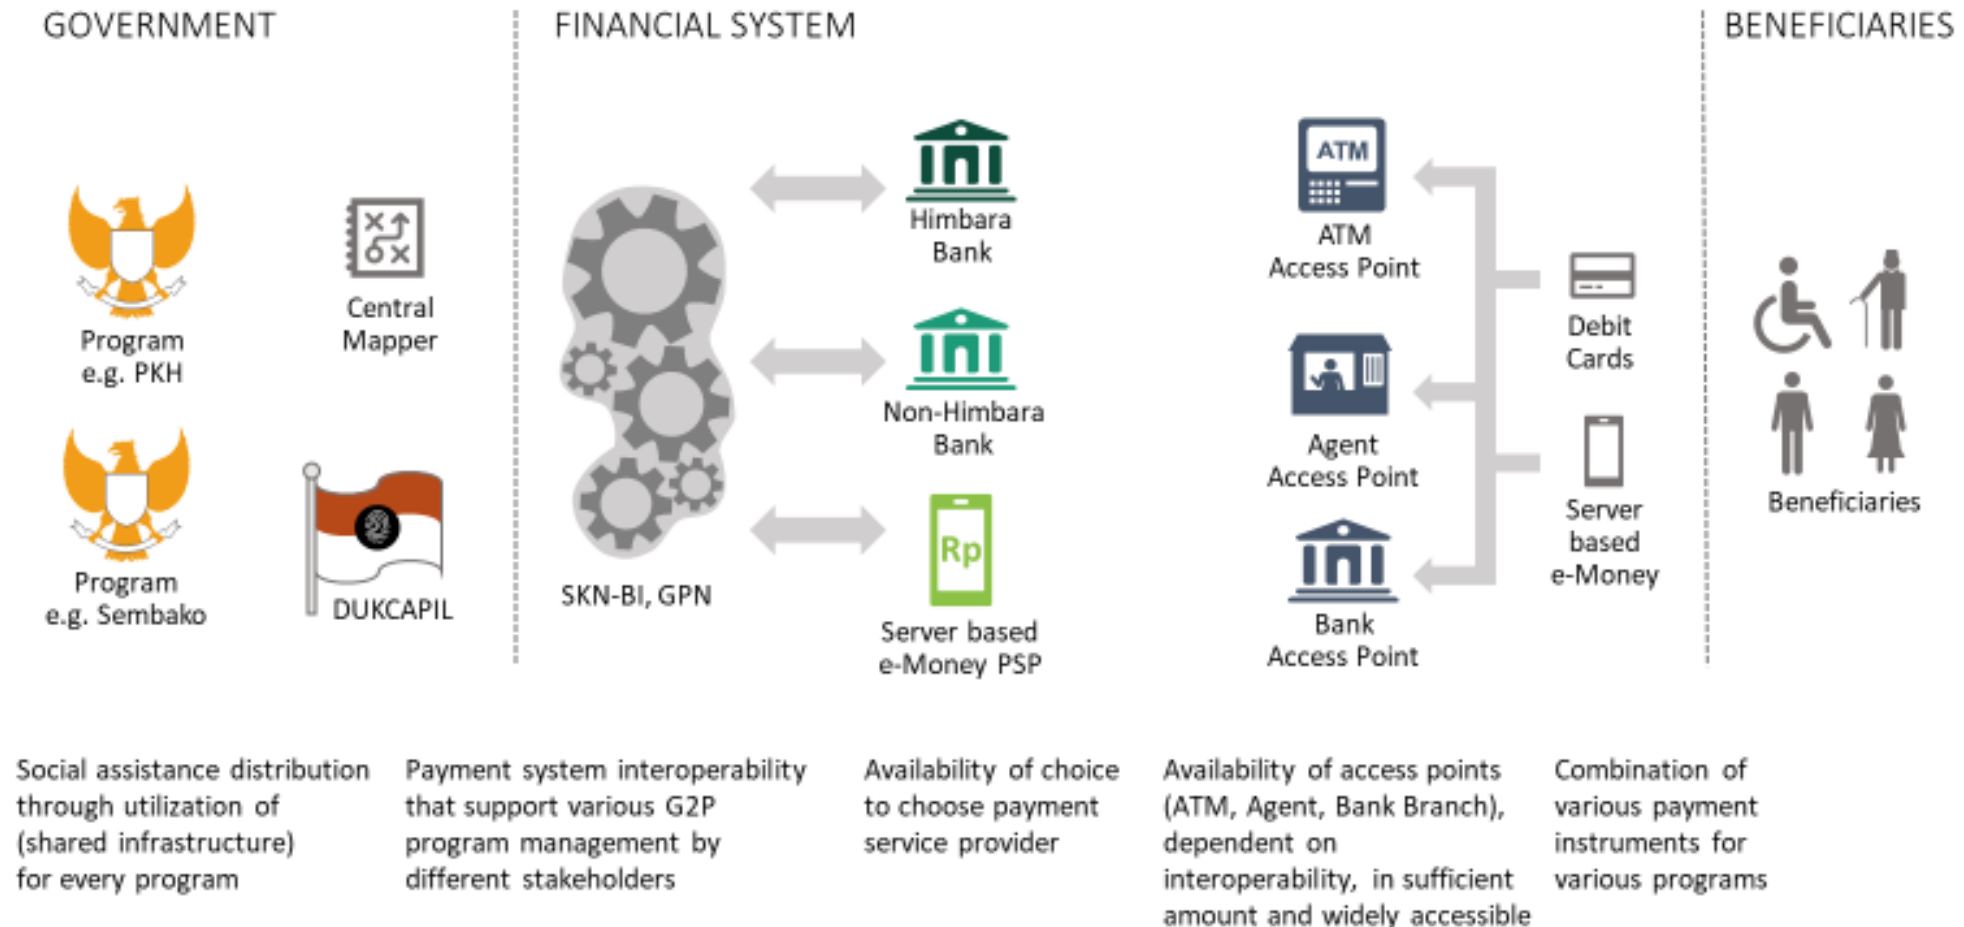 GOVERNMENT
FINANCIAL SYSTEM
BENEFICIARIES
Program
e.g. PKH
Central
Mapper
Program
e.g. Sembako
DUKCAPIL
SKN-BI, GPN
Himbara
Bank
Non-Himbara
Bank
Rp
Server based
e-Money PSP
ATM
ATM
Access Point
Agent
Access Point
Bank
Access Point
Debit
Cards
Server
based
e-Money
Beneficiaries
Social assistance distribution
through utilization of
(shared infrastructure)
for every program
Payment system interoperability
that support various G2P
program management by
different stakeholders
Availability of choice
to choose payment
service provider
Availability of access points
(ATM, Agent, Bank Branch),
dependent on
interoperability, in sufficient
amount and widely accessible
Combination of
various payment
instruments for
various programs